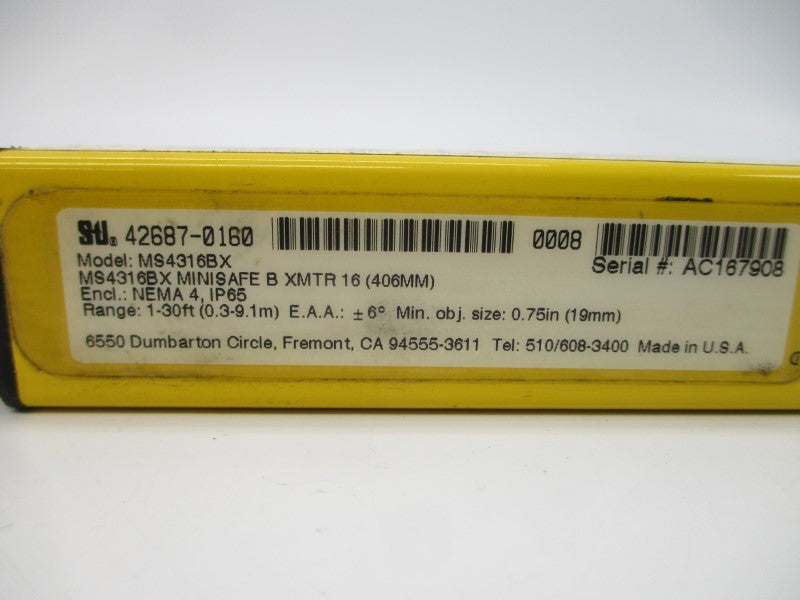 STI® 42687-0160 0008
Serial #: AC167908
Model: MS4316BX
MS4316BX MINISAFE B XMTR 16 (406MM)
Encl.: NEMA 4, IP65
Range: 1-30ft (0.3-9.1m) E.A.A.: ±6° Min. obj. size: 0.75in (19mm)
6550 Dumbarton Circle, Fremont, CA 94555-3611 Tel: 510/608-3400 Made in U.S.A.